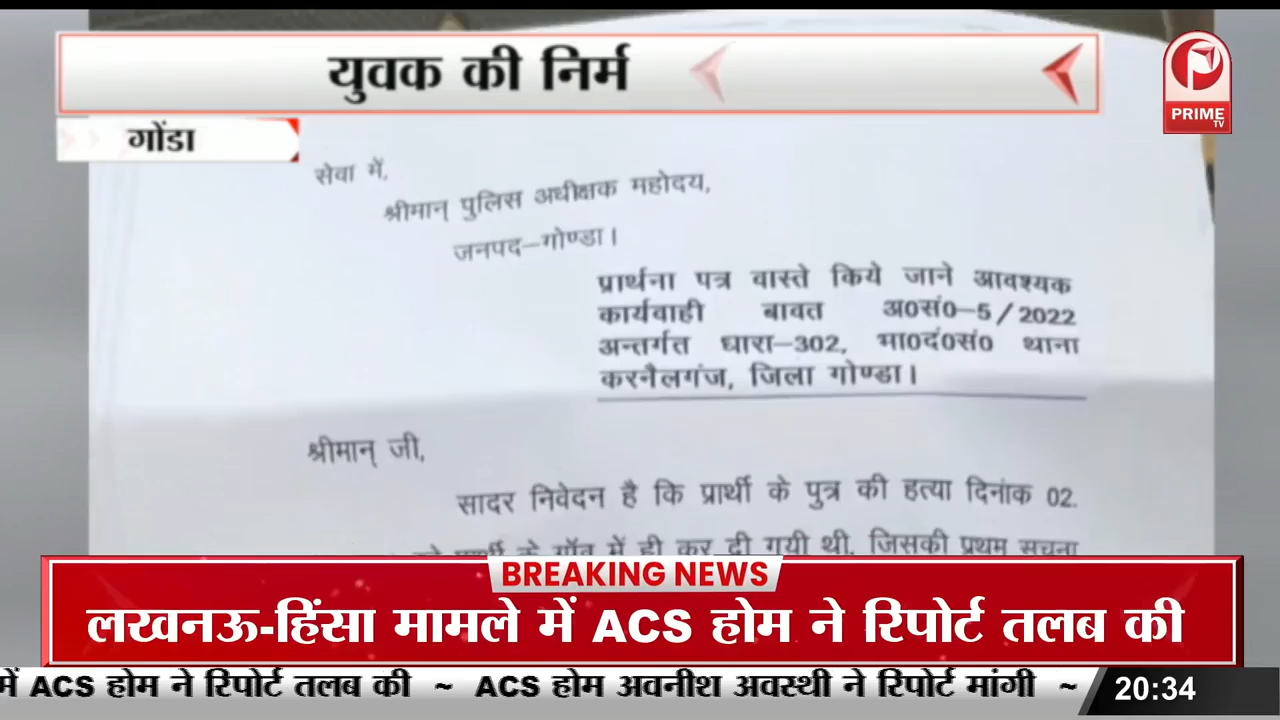 युवक की निर्म
PRIME
TV
गोंडा
सेवा में,
श्रीमान् पुलिस अधीक्षक महोदय,
जनपद–गोण्डा।
प्रार्थना पत्र वास्ते किये जाने आवश्यक
कार्यवाही बावत अ0सं0–5/2022
अन्तर्गत धारा–302, भा0दं0सं0 थाना
करनैलगंज, जिला गोण्डा।
श्रीमान् जी,
सादर निवेदन है कि प्रार्थी के पुत्र की हत्या दिनांक 02.
प्रार्थी के गाँव में ही कर दी गयी थी, जिसकी प्रथम सूचना
BREAKING NEWS
लखनऊ-हिंसा मामले में ACS होम ने रिपोर्ट तलब की
में ACS होम ने रिपोर्ट तलब की ~ ACS होम अवनीश अवस्थी ने रिपोर्ट मांगी ~
20:34